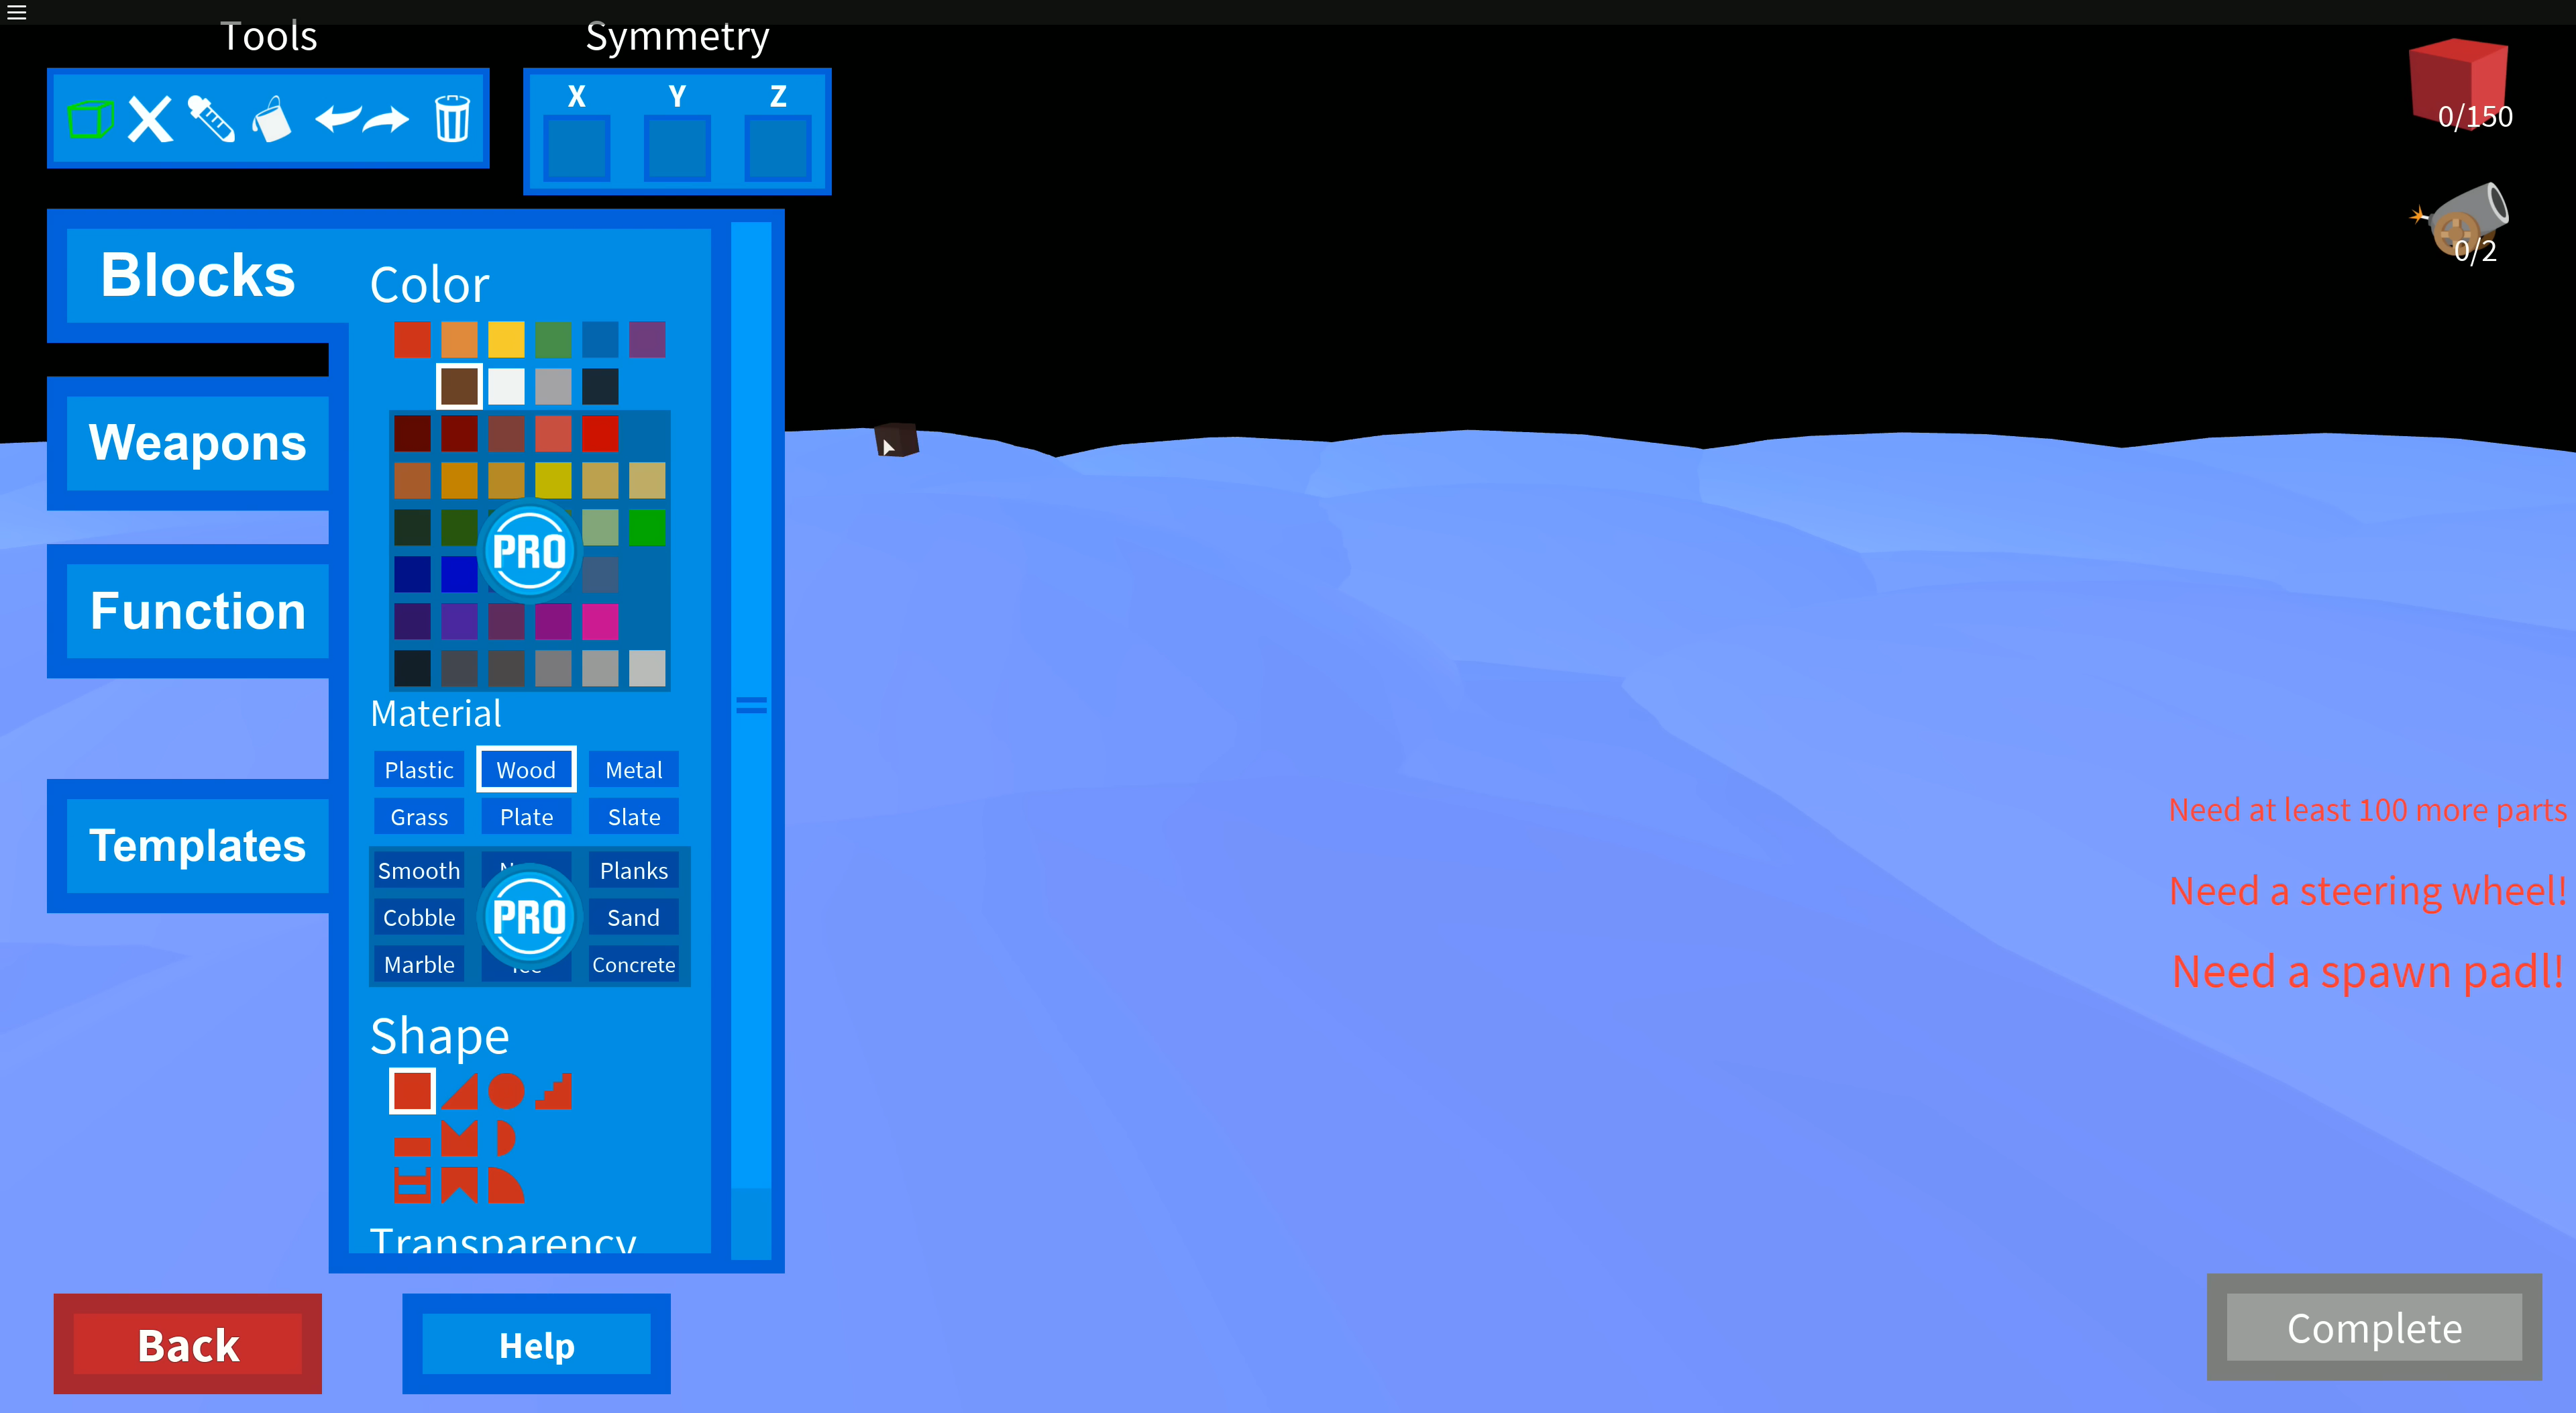 Tools
Symmetry
X Y Z
0/150
0/2
Blocks
Weapons
Function
Templates
Color
PRO
Material
Plastic Wood Metal
Grass Plate Slate
Smooth Planks
Cobble Sand
Marble Concrete
PRO
Shape
Transparency
Need at least 100 more parts
Need a steering wheel!
Need a spawn padl!
Back
Help
Complete